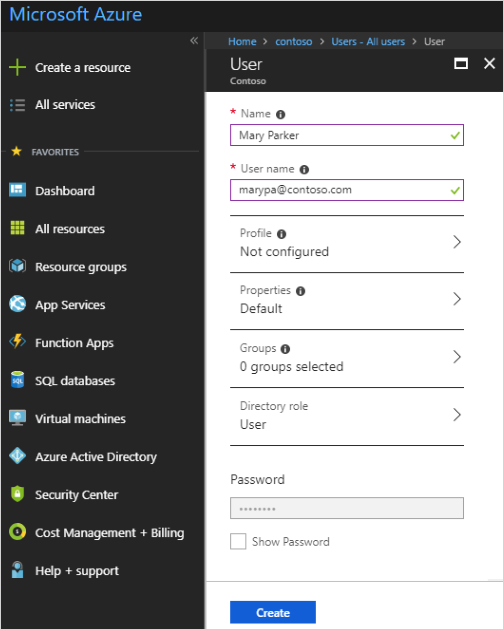 Microsoft Azure
«
Create a resource
All services
FAVORITES
Dashboard
All resources
Resource groups
App Services
Function Apps
SQL databases
Virtual machines
Azure Active Directory
Security Center
Cost Management + Billing
Help + support
Home > contoso > Users - All users > User
User
Contoso
* Name
Mary Parker
* User name
marypa@contoso.com
Profile
Not configured
Properties
Default
Groups
0 groups selected
Directory role
User
Password
••••••••
Show Password
Create